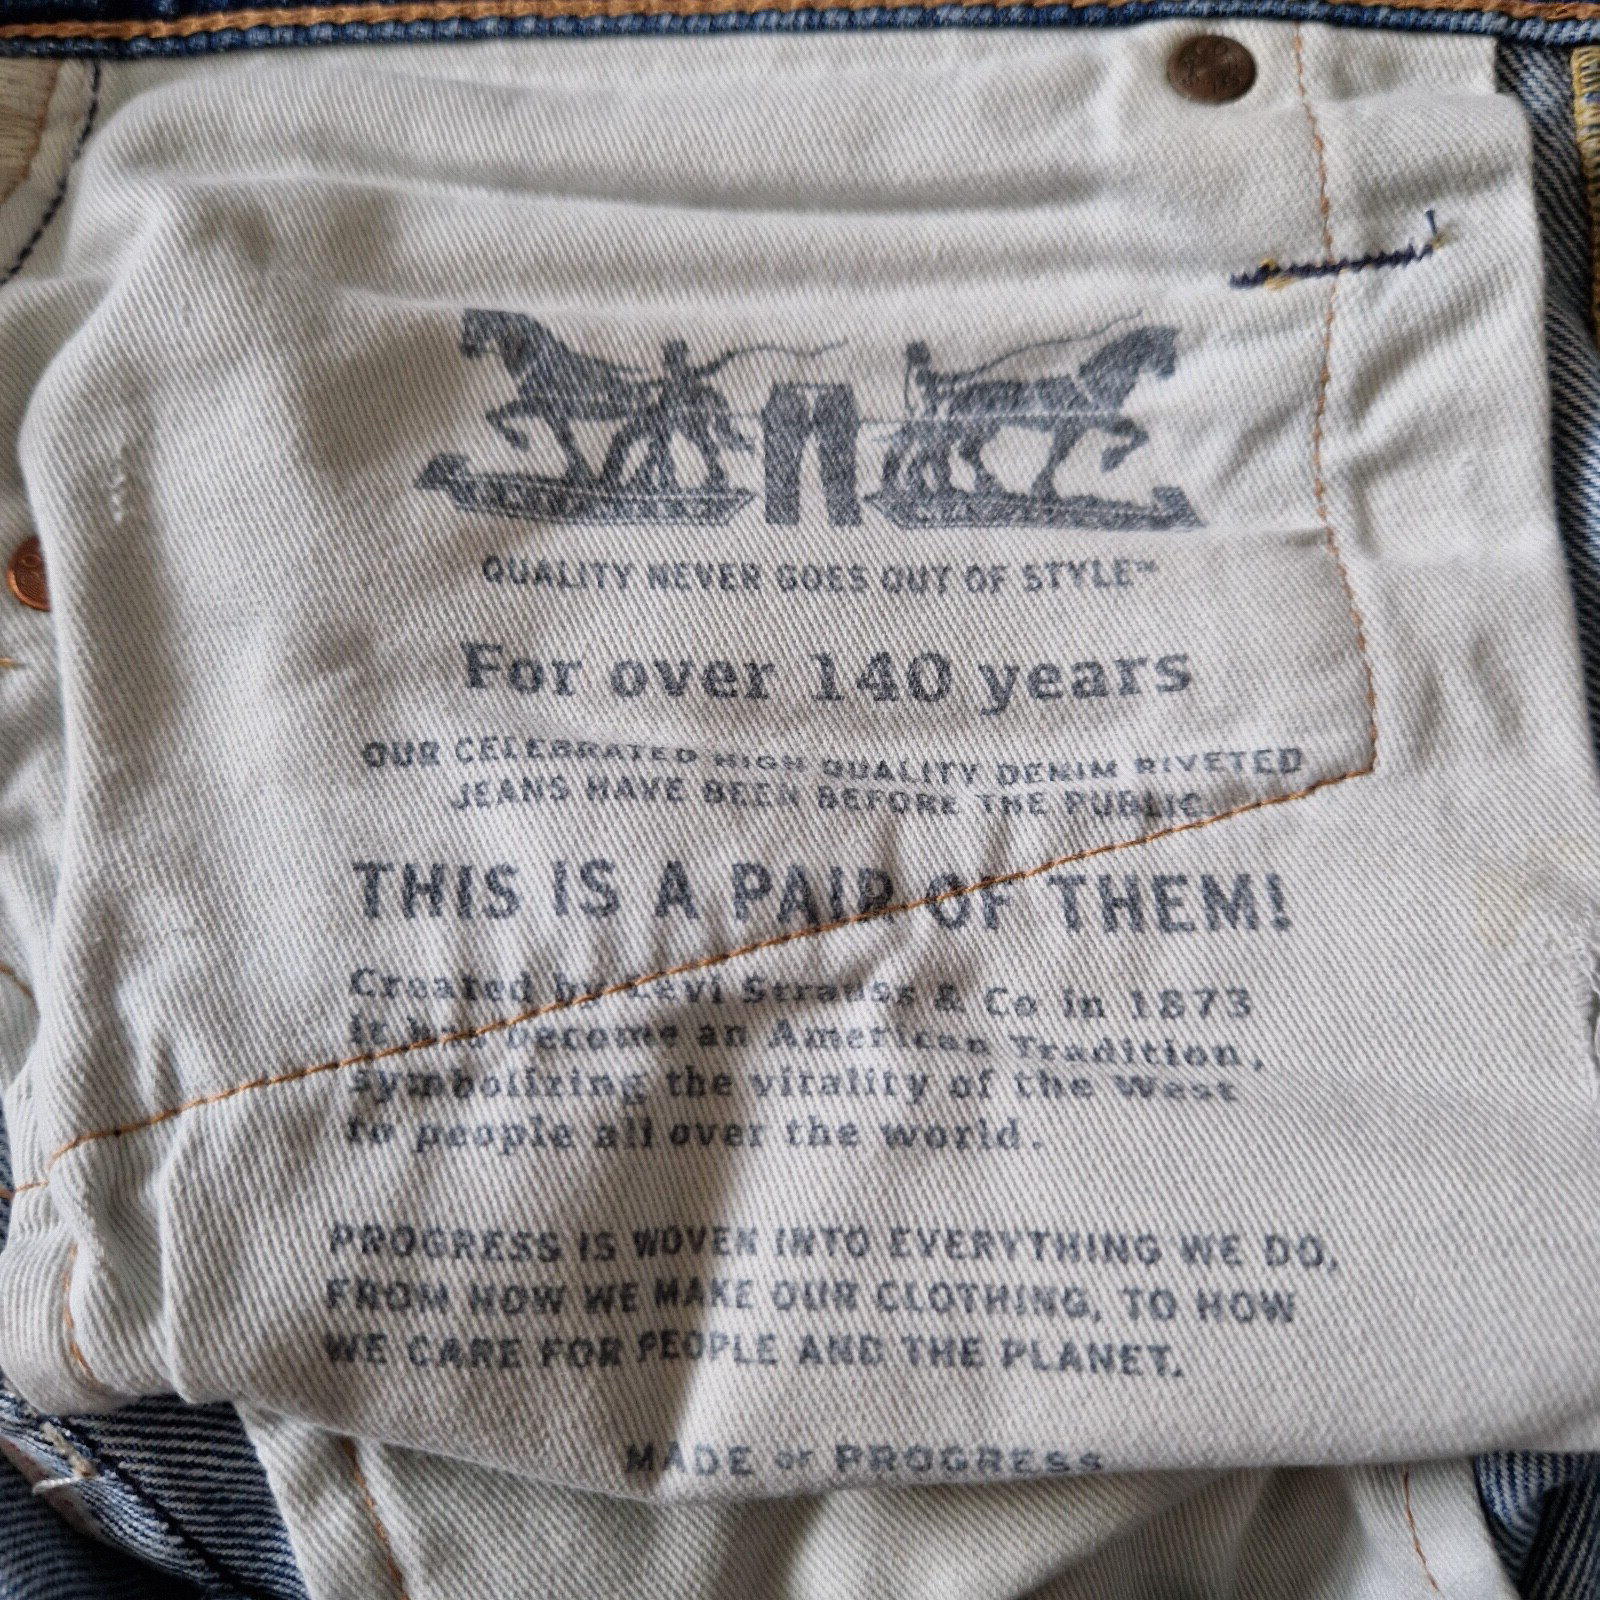 QUALITY NEVER GOES OUT OF STYLE™
For over 140 years
OUR CELEBRATED HIGH QUALITY DENIM RIVETED
JEANS HAVE BEEN BEFORE THE PUBLIC.
THIS IS A PAIR OF THEM!
Created by Levi Strauss & Co in 1873
it has become an American Tradition,
symbolizing the vitality of the West
to people all over the world.
PROGRESS IS WOVEN INTO EVERYTHING WE DO,
FROM HOW WE MAKE OUR CLOTHING, TO HOW
WE CARE FOR PEOPLE AND THE PLANET.
MADE OF PROGRESS